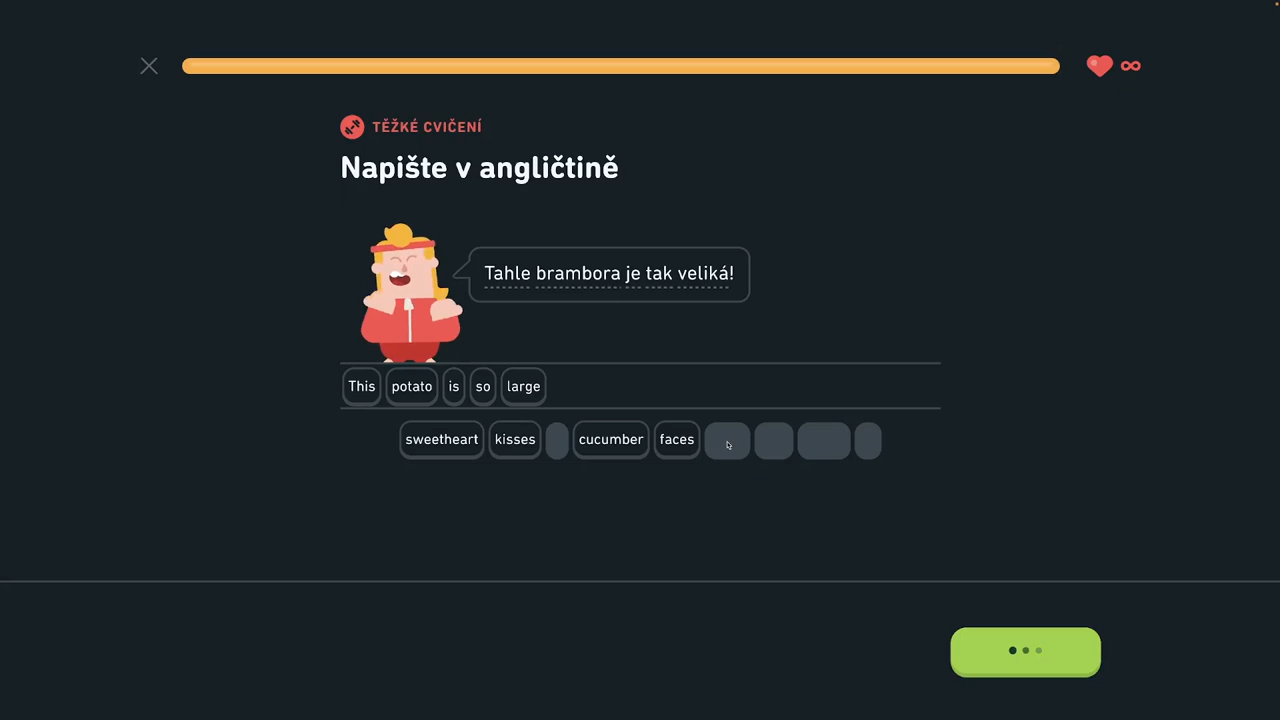 TĚŽKÉ CVIČENÍ
Napište v angličtině
Tahle brambora je tak veliká!
This potato is so large
sweetheart kisses cucumber faces